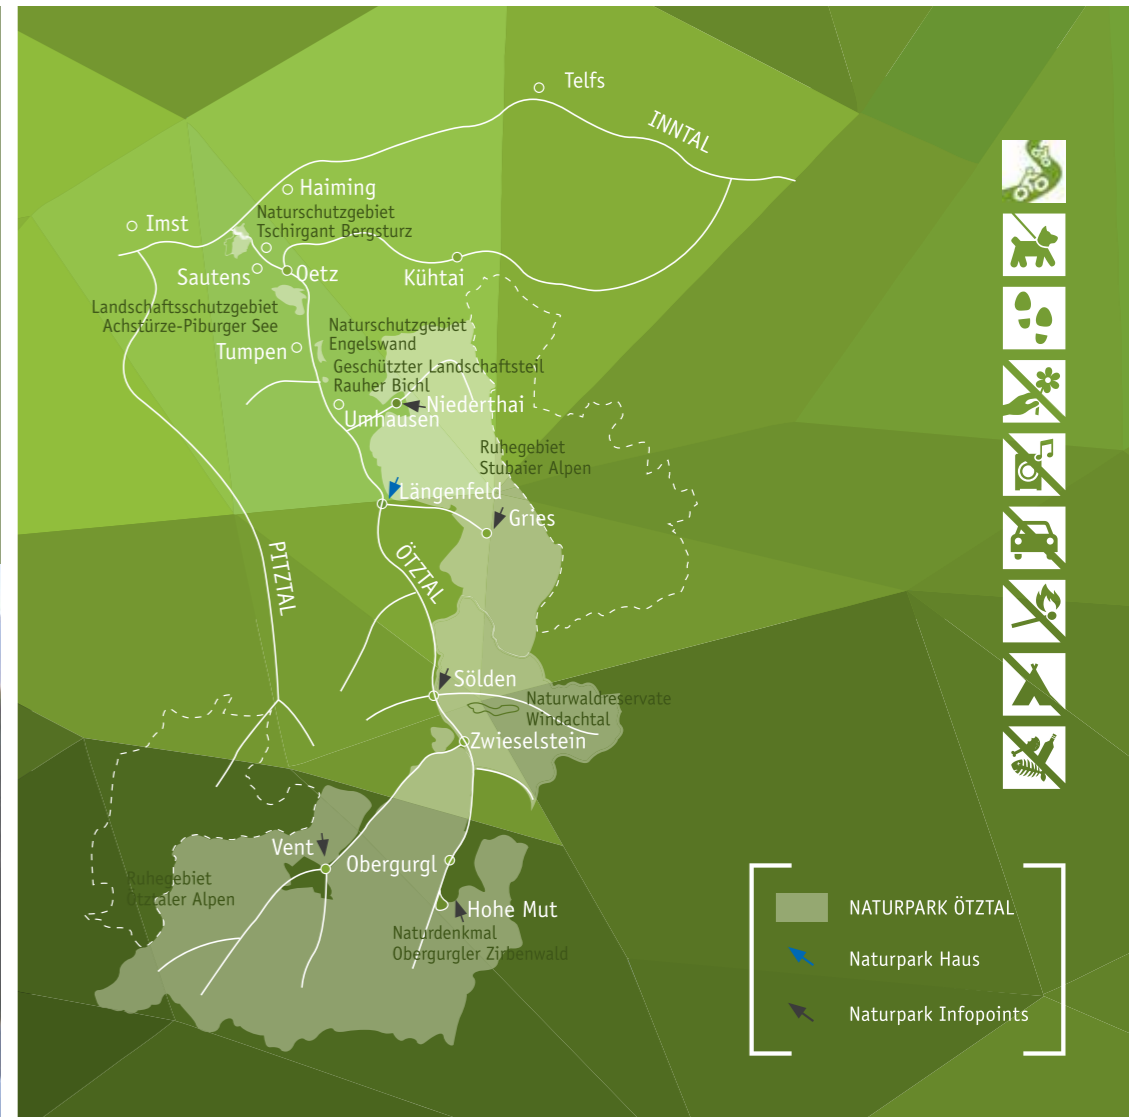 Telfs
INNTAL
Haiming
Imst
Naturschutzgebiet
Tschirgant Bergsturz
Sautens
Oetz
Kühtai
Landschaftsschutzgebiet
Achstürze-Piburger See
Naturschutzgebiet
Engelswand
Tumpen
Geschützter Landschaftsteil
Rauher Bichl
Niederthai
Umhausen
Ruhegebiet
Stubaier Alpen
Längenfeld
Gries
PITZTAL
ÖTZTAL
Sölden
Naturwaldreservate
Windachtal
Zwieselstein
Vent
Obergurgl
Ruhegebiet
Ötztaler Alpen
Hohe Mut
Naturdenkmal
Obergurgler Zirbenwald
NATURPARK ÖTZTAL
Naturpark Haus
Naturpark Infopoints